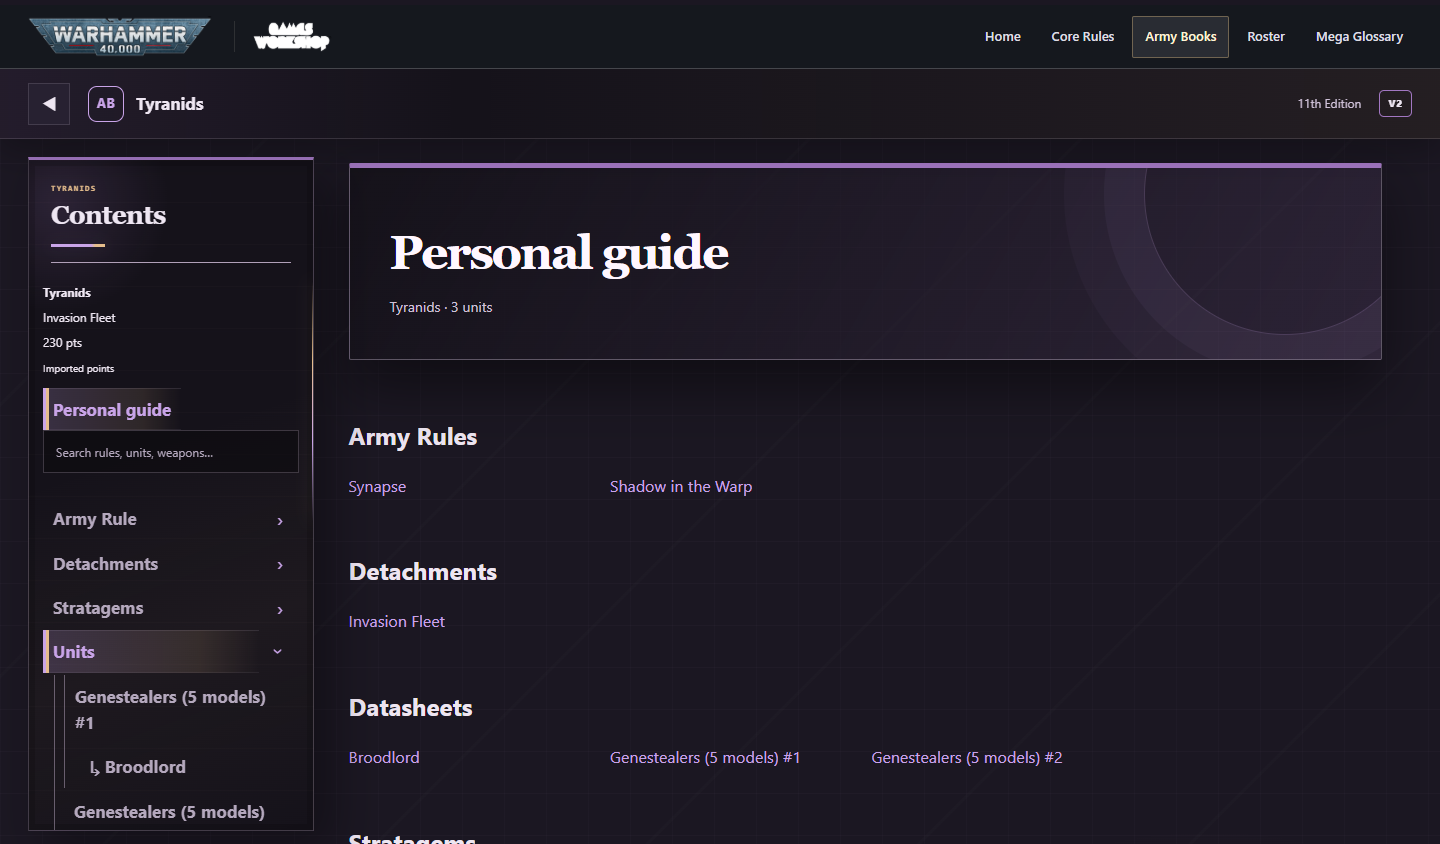 WARHAMMER
40,000
GAMES
WORKSHOP
Home
Core Rules
Army Books
Roster
Mega Glossary
◀
AB
Tyranids
11th Edition
V2
TYRANIDS
Contents
Tyranids
Invasion Fleet
230 pts
Imported points
Personal guide
Search rules, units, weapons...
Army Rule
Detachments
Stratagems
Units
Genestealers (5 models)
#1
↳ Broodlord
Genestealers (5 models)
Personal guide
Tyranids · 3 units
Army Rules
Synapse
Shadow in the Warp
Detachments
Invasion Fleet
Datasheets
Broodlord
Genestealers (5 models) #1
Genestealers (5 models) #2
Stratagems